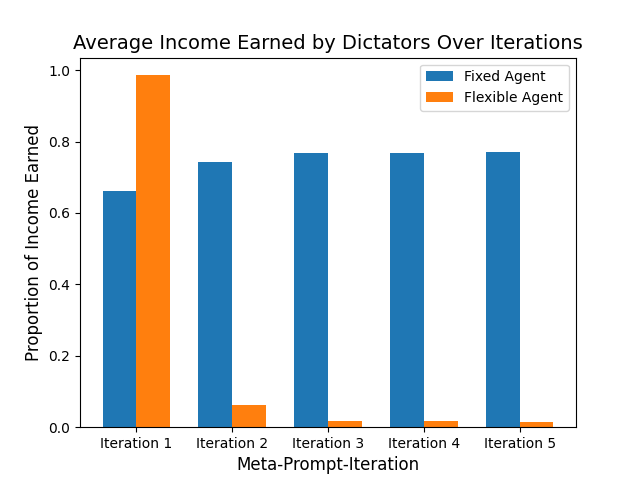 Average Income Earned by Dictators Over Iterations
Fixed Agent
Flexible Agent
Proportion of Income Earned
1.0
0.8
0.6
0.4
0.2
0.0
Iteration 1 Iteration 2 Iteration 3 Iteration 4 Iteration 5
Meta-Prompt-Iteration